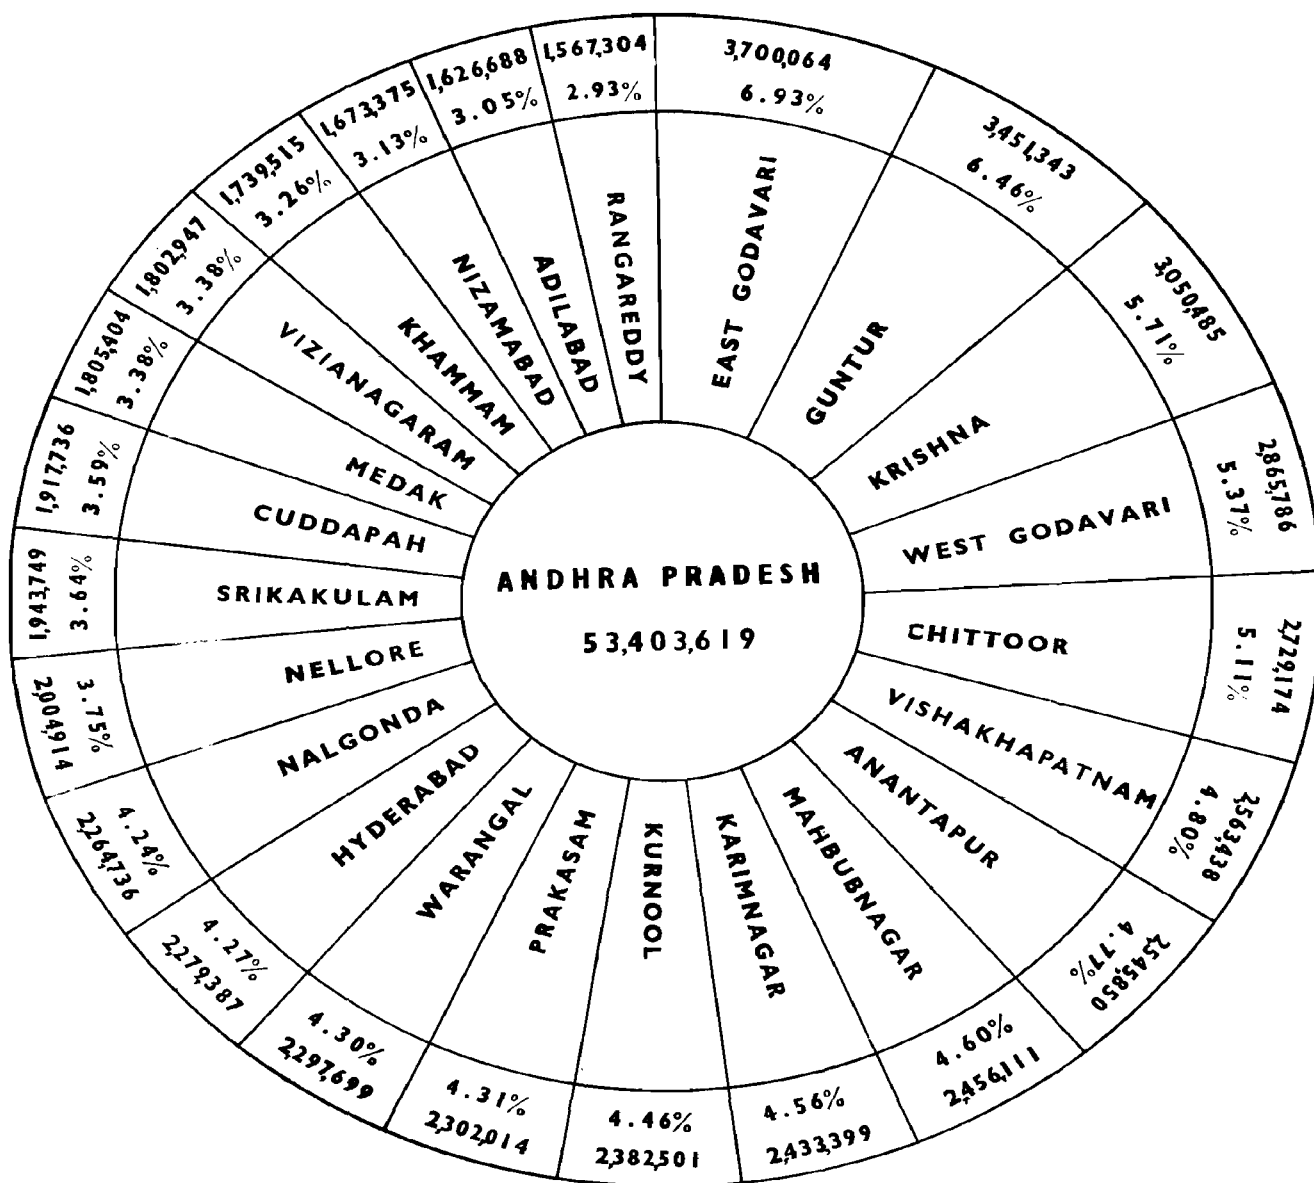 ANDHRA PRADESH
53,403,619
3,700,064
6.93%
EAST GODAVARI
3,451,343
6.46%
GUNTUR
3,050,485
5.71%
KRISHNA
2,865,786
5.37%
WEST GODAVARI
2,729,174
5.11%
CHITTOOR
2,563,438
4.80%
VISHAKHAPATNAM
2,545,850
4.77%
ANANTAPUR
4.60%
2,456,111
MAHBUBNAGAR
4.56%
2,433,399
KARIMNAGAR
4.46%
2,382,501
KURNOOL
4.31%
2,302,014
PRAKASAM
4.30%
2,297,699
WARANGAL
4.27%
2,279,387
HYDERABAD
4.24%
2,264,736
NALGONDA
3.75%
2,004,914
NELLORE
1,943,749
3.64%
SRIKAKULAM
1,917,736
3.59%
CUDDAPAH
1,805,404
3.38%
MEDAK
1,802,947
3.38%
VIZIANAGARAM
1,739,515
3.26%
KHAMMAM
1,673,375
3.13%
NIZAMABAD
1,626,688
3.05%
ADILABAD
1,567,304
2.93%
RANGAREDDY